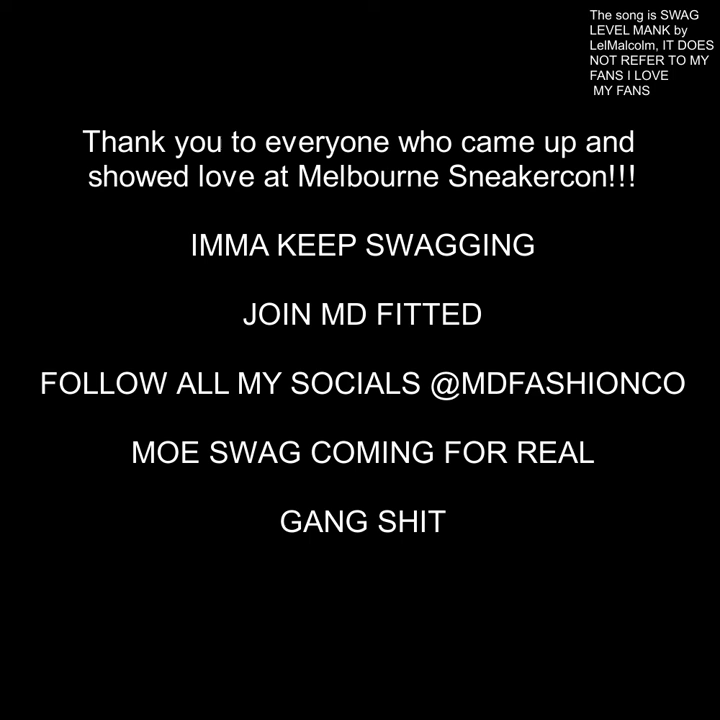 The song is SWAG
LEVEL MANK by
LelMalcolm, IT DOES
NOT REFER TO MY
FANS I LOVE
MY FANS
Thank you to everyone who came up and
showed love at Melbourne Sneakercon!!!
IMMA KEEP SWAGGING
JOIN MD FITTED
FOLLOW ALL MY SOCIALS @MDFASHIONCO
MOE SWAG COMING FOR REAL
GANG SHIT